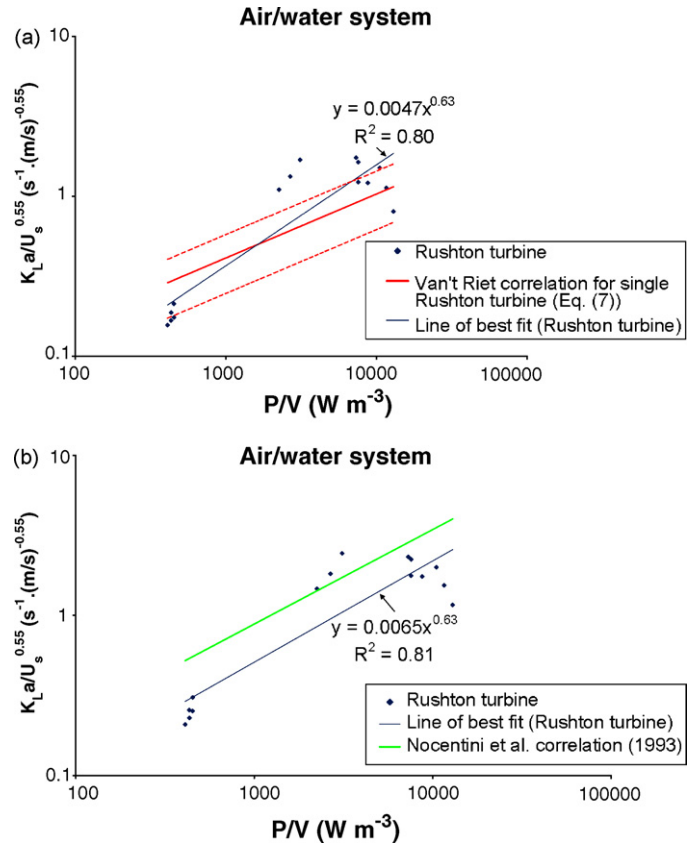 Air/water system
(a)
10
1
0.1
K_La/U_s^0.55 (s^-1.(m/s)^-0.55)
y = 0.0047x^0.63
R^2 = 0.80
Rushton turbine
Van't Riet correlation for single
Rushton turbine (Eq. (7))
Line of best fit (Rushton turbine)
100
1000
10000
100000
P/V (W m^-3)
(b)
Air/water system
10
1
0.1
K_La/U_s^0.55 (s^-1.(m/s)^-0.55)
y = 0.0065x^0.63
R^2 = 0.81
Rushton turbine
Line of best fit (Rushton turbine)
Nocentini et al. correlation (1993)
100
1000
10000
100000
P/V (W m^-3)